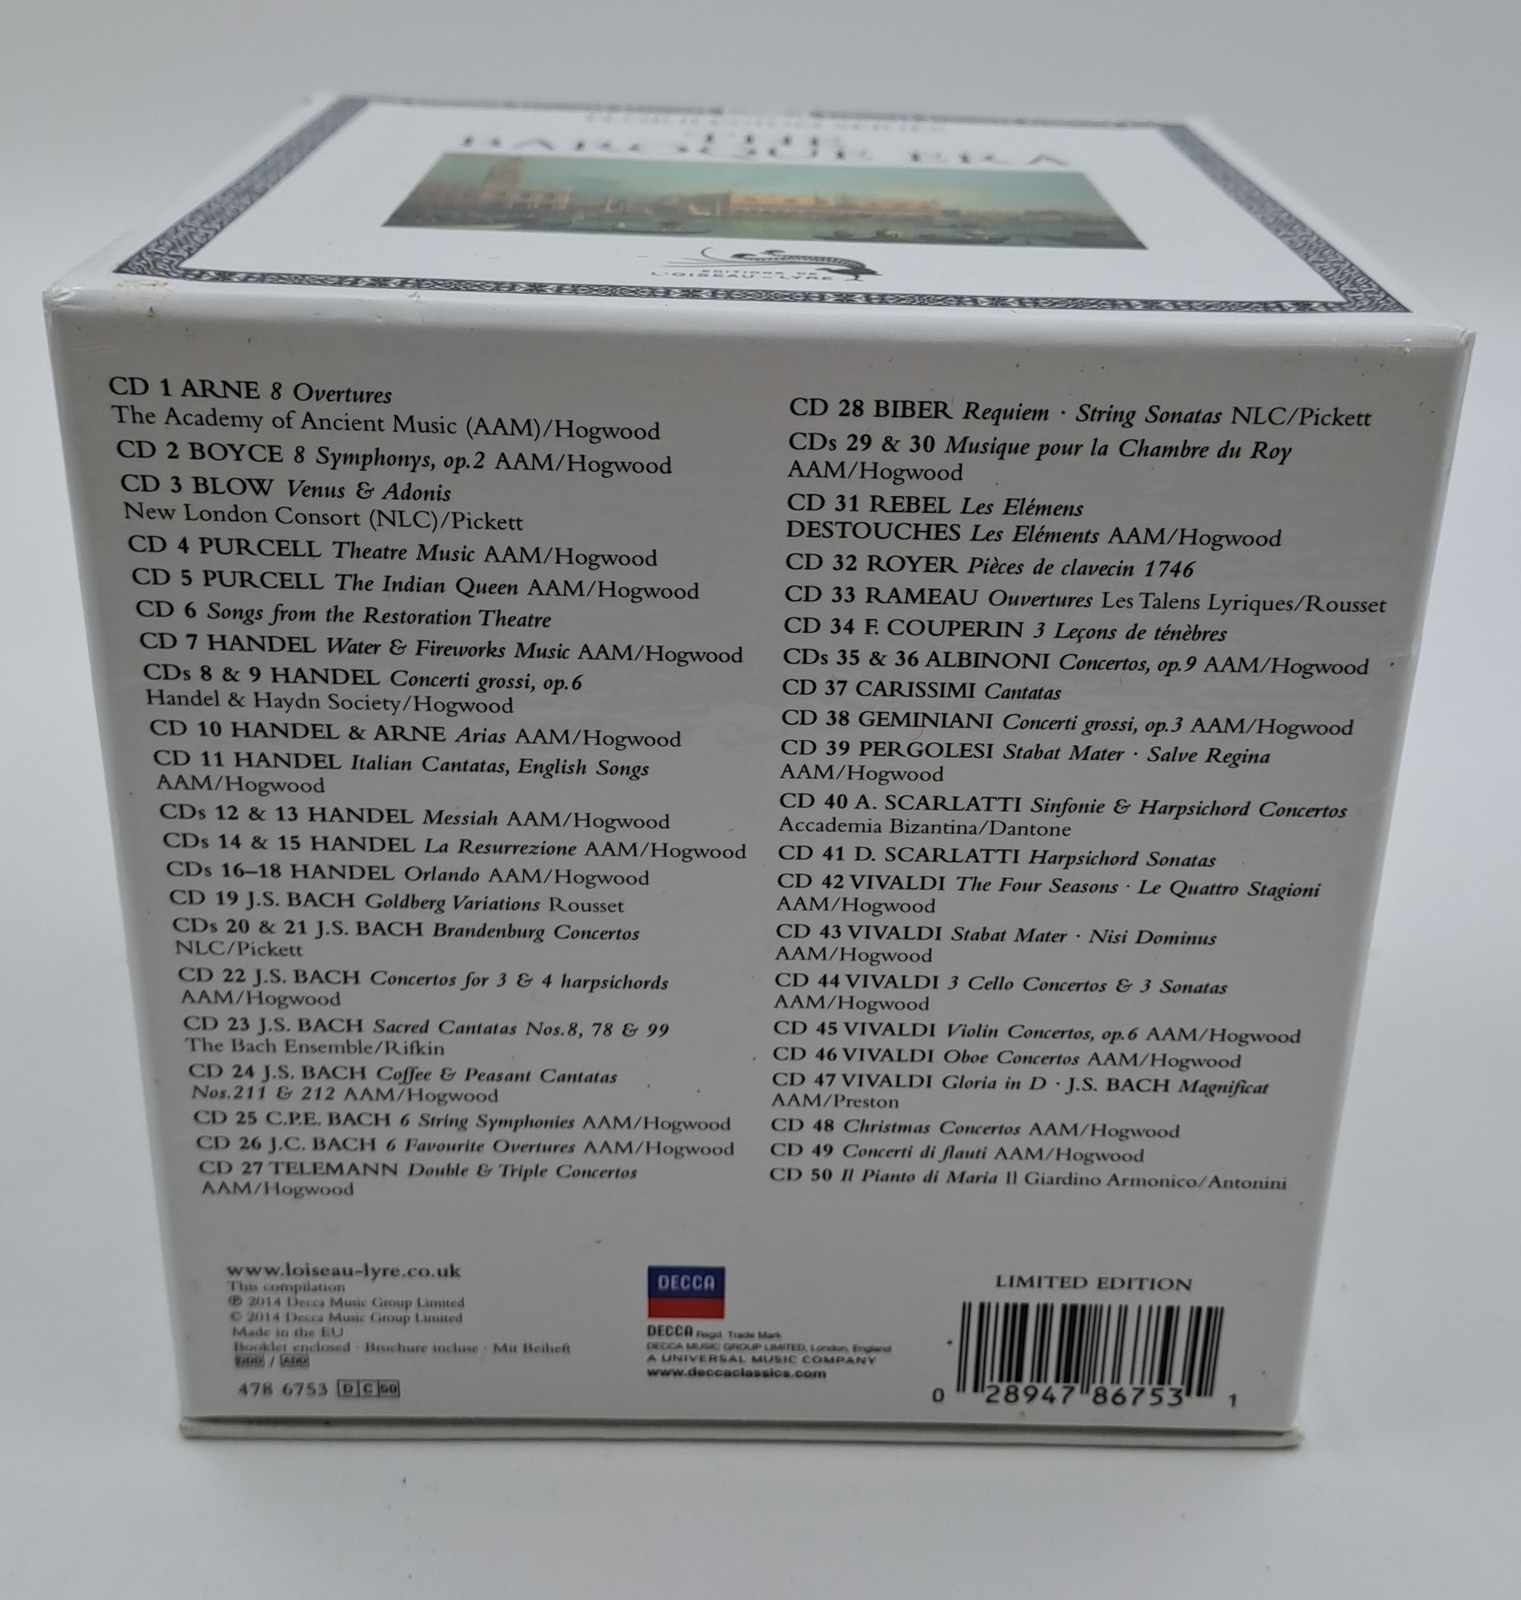 THE
BAROQUE ERA
EDITIONS DE
L'OISEAU-LYRE
CD 1 ARNE 8 Overtures
The Academy of Ancient Music (AAM)/Hogwood
CD 2 BOYCE 8 Symphonys, op.2 AAM/Hogwood
CD 3 BLOW Venus & Adonis
New London Consort (NLC)/Pickett
CD 4 PURCELL Theatre Music AAM/Hogwood
CD 5 PURCELL The Indian Queen AAM/Hogwood
CD 6 Songs from the Restoration Theatre
CD 7 HANDEL Water & Fireworks Music AAM/Hogwood
CDs 8 & 9 HANDEL Concerti grossi, op.6
Handel & Haydn Society/Hogwood
CD 10 HANDEL & ARNE Arias AAM/Hogwood
CD 11 HANDEL Italian Cantatas, English Songs
AAM/Hogwood
CDs 12 & 13 HANDEL Messiah AAM/Hogwood
CDs 14 & 15 HANDEL La Resurrezione AAM/Hogwood
CDs 16–18 HANDEL Orlando AAM/Hogwood
CD 19 J.S. BACH Goldberg Variations Rousset
CDs 20 & 21 J.S. BACH Brandenburg Concertos
NLC/Pickett
CD 22 J.S. BACH Concertos for 3 & 4 harpsichords
AAM/Hogwood
CD 23 J.S. BACH Sacred Cantatas Nos.8, 78 & 99
The Bach Ensemble/Rifkin
CD 24 J.S. BACH Coffee & Peasant Cantatas
Nos.211 & 212 AAM/Hogwood
CD 25 C.P.E. BACH 6 String Symphonies AAM/Hogwood
CD 26 J.C. BACH 6 Favourite Overtures AAM/Hogwood
CD 27 TELEMANN Double & Triple Concertos
AAM/Hogwood
CD 28 BIBER Requiem · String Sonatas NLC/Pickett
CDs 29 & 30 Musique pour la Chambre du Roy
AAM/Hogwood
CD 31 REBEL Les Elémens
DESTOUCHES Les Eléments AAM/Hogwood
CD 32 ROYER Pièces de clavecin 1746
CD 33 RAMEAU Ouvertures Les Talens Lyriques/Rousset
CD 34 F. COUPERIN 3 Leçons de ténèbres
CDs 35 & 36 ALBINONI Concertos, op.9 AAM/Hogwood
CD 37 CARISSIMI Cantatas
CD 38 GEMINIANI Concerti grossi, op.3 AAM/Hogwood
CD 39 PERGOLESI Stabat Mater · Salve Regina
AAM/Hogwood
CD 40 A. SCARLATTI Sinfonie & Harpsichord Concertos
Accademia Bizantina/Dantone
CD 41 D. SCARLATTI Harpsichord Sonatas
CD 42 VIVALDI The Four Seasons · Le Quattro Stagioni
AAM/Hogwood
CD 43 VIVALDI Stabat Mater · Nisi Dominus
AAM/Hogwood
CD 44 VIVALDI 3 Cello Concertos & 3 Sonatas
AAM/Hogwood
CD 45 VIVALDI Violin Concertos, op.6 AAM/Hogwood
CD 46 VIVALDI Oboe Concertos AAM/Hogwood
CD 47 VIVALDI Gloria in D · J.S. BACH Magnificat
AAM/Preston
CD 48 Christmas Concertos AAM/Hogwood
CD 49 Concerti di flauti AAM/Hogwood
CD 50 Il Pianto di Maria Il Giardino Armonico/Antonini
www.loiseau-lyre.co.uk
This compilation
℗ 2014 Decca Music Group Limited
© 2014 Decca Music Group Limited
Made in the EU
Booklet enclosed · Brochure incluse · Mit Beiheft
DDD / ADD
478 6753 D C 50
DECCA
DECCA Regd. Trade Mark
DECCA MUSIC GROUP LIMITED, London, England
A UNIVERSAL MUSIC COMPANY
www.deccaclassics.com
LIMITED EDITION
0 28947 86753 1